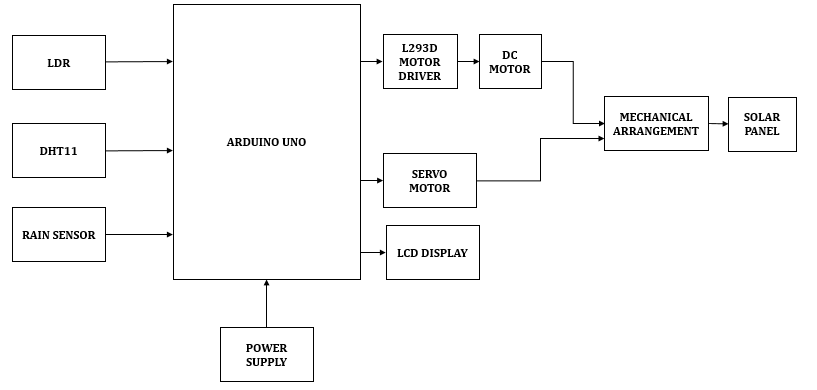 LDR
DHT11
RAIN SENSOR
ARDUINO UNO
POWER
SUPPLY
L293D
MOTOR
DRIVER
DC
MOTOR
SERVO
MOTOR
LCD DISPLAY
MECHANICAL
ARRANGEMENT
SOLAR
PANEL